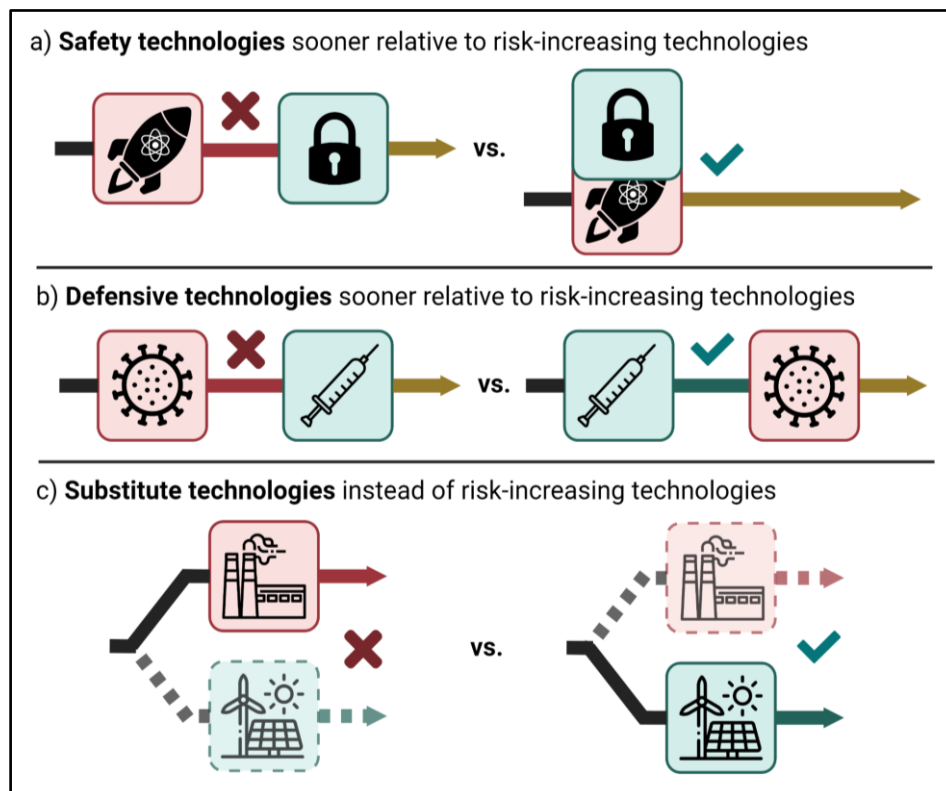 a) Safety technologies sooner relative to risk-increasing technologies
vs.
b) Defensive technologies sooner relative to risk-increasing technologies
vs.
c) Substitute technologies instead of risk-increasing technologies
vs.